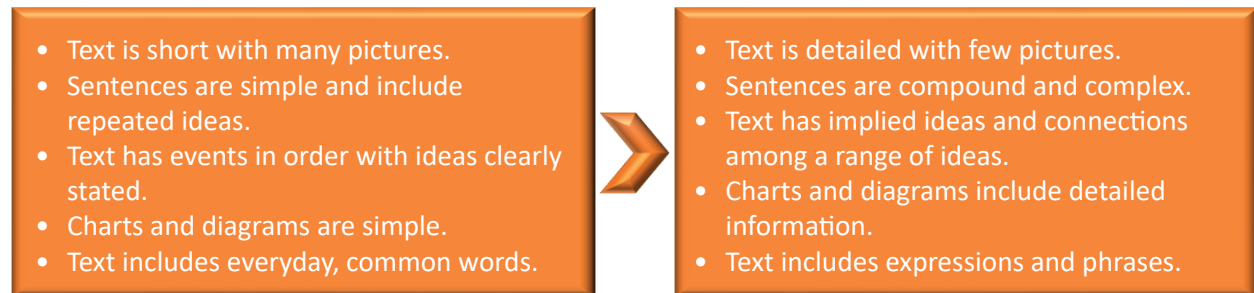 • Text is short with many pictures.
• Sentences are simple and include
repeated ideas.
• Text has events in order with ideas clearly
stated.
• Charts and diagrams are simple.
• Text includes everyday, common words.
• Text is detailed with few pictures.
• Sentences are compound and complex.
• Text has implied ideas and connections
among a range of ideas.
• Charts and diagrams include detailed
information.
• Text includes expressions and phrases.